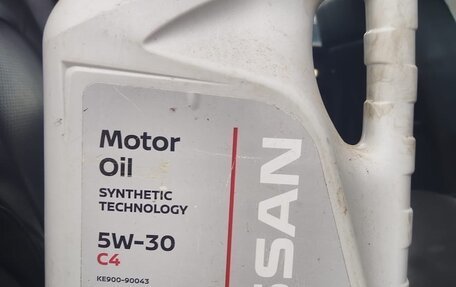 Motor
Oil
SYNTHETIC
TECHNOLOGY
5W-30
C4
KE900-90043
SSAN